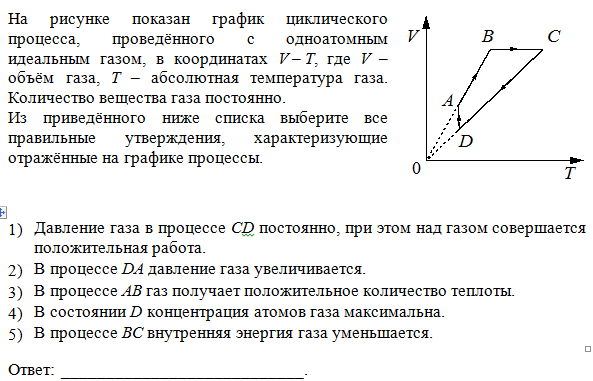 На рисунке показан график циклического
процесса, проведённого с одноатомным
идеальным газом, в координатах V – T, где V –
объём газа, T – абсолютная температура газа.
Количество вещества газа постоянно.
Из приведённого ниже списка выберите все
правильные утверждения, характеризующие
отражённые на графике процессы.
V B C
A
D
0 T
1) Давление газа в процессе CD постоянно, при этом над газом совершается
положительная работа.
2) В процессе DA давление газа увеличивается.
3) В процессе AB газ получает положительное количество теплоты.
4) В состоянии D концентрация атомов газа максимальна.
5) В процессе BC внутренняя энергия газа уменьшается.
Ответ: ___________________________.